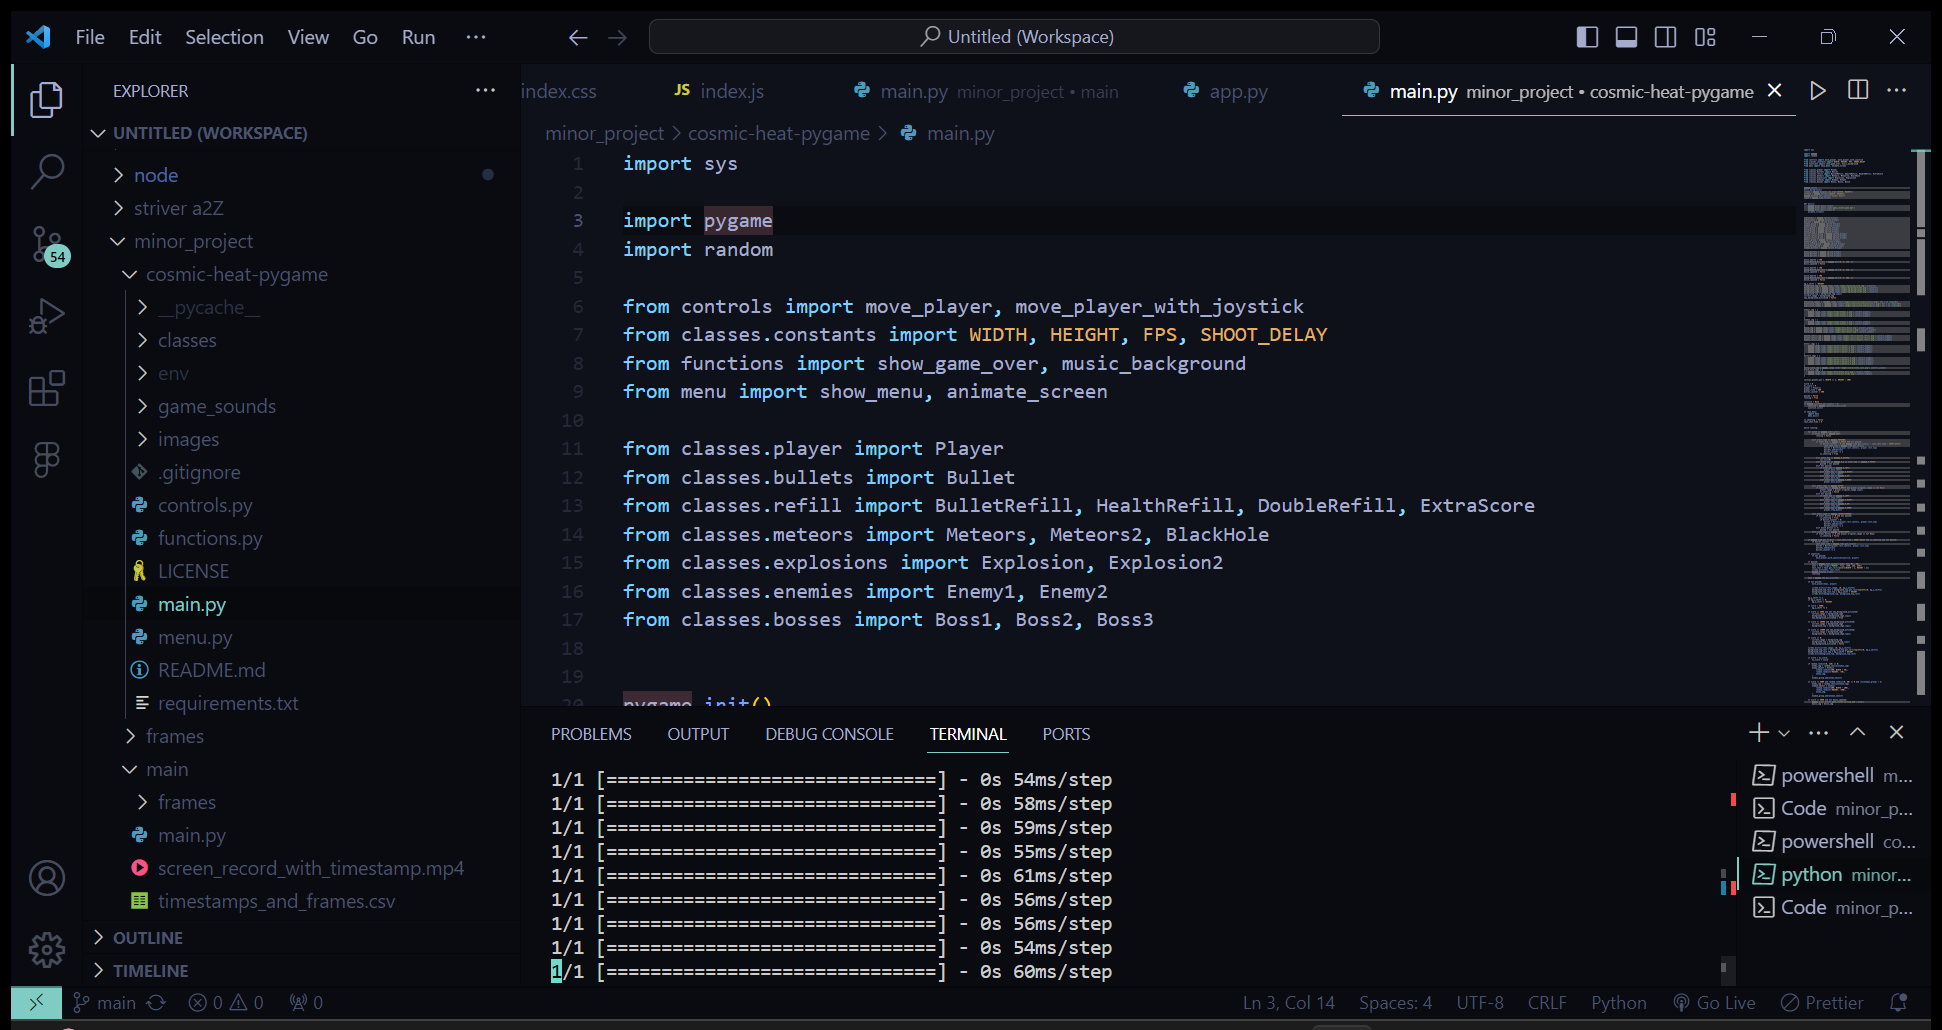 File Edit Selection View Go Run ···
Untitled (Workspace)
EXPLORER
index.css
JS index.js
main.py minor_project • main
app.py
main.py minor_project • cosmic-heat-pygame
UNTITLED (WORKSPACE)
node
striver a2Z
minor_project
cosmic-heat-pygame
__pycache__
classes
env
game_sounds
images
.gitignore
controls.py
functions.py
LICENSE
main.py
menu.py
README.md
requirements.txt
frames
main
frames
main.py
screen_record_with_timestamp.mp4
timestamps_and_frames.csv
OUTLINE
TIMELINE
54
minor_project > cosmic-heat-pygame > main.py
1 import sys
2
3 import pygame
4 import random
5
6 from controls import move_player, move_player_with_joystick
7 from classes.constants import WIDTH, HEIGHT, FPS, SHOOT_DELAY
8 from functions import show_game_over, music_background
9 from menu import show_menu, animate_screen
10
11 from classes.player import Player
12 from classes.bullets import Bullet
13 from classes.refill import BulletRefill, HealthRefill, DoubleRefill, ExtraScore
14 from classes.meteors import Meteors, Meteors2, BlackHole
15 from classes.explosions import Explosion, Explosion2
16 from classes.enemies import Enemy1, Enemy2
17 from classes.bosses import Boss1, Boss2, Boss3
18
19
20 pygame.init()
PROBLEMS OUTPUT DEBUG CONSOLE TERMINAL PORTS
1/1 [==============================] - 0s 54ms/step
1/1 [==============================] - 0s 58ms/step
1/1 [==============================] - 0s 59ms/step
1/1 [==============================] - 0s 55ms/step
1/1 [==============================] - 0s 61ms/step
1/1 [==============================] - 0s 56ms/step
1/1 [==============================] - 0s 56ms/step
1/1 [==============================] - 0s 54ms/step
1/1 [==============================] - 0s 60ms/step
powershell m...
Code minor_p...
powershell co...
python minor...
Code minor_p...
main 0 0 0
Ln 3, Col 14 Spaces: 4 UTF-8 CRLF Python Go Live Prettier